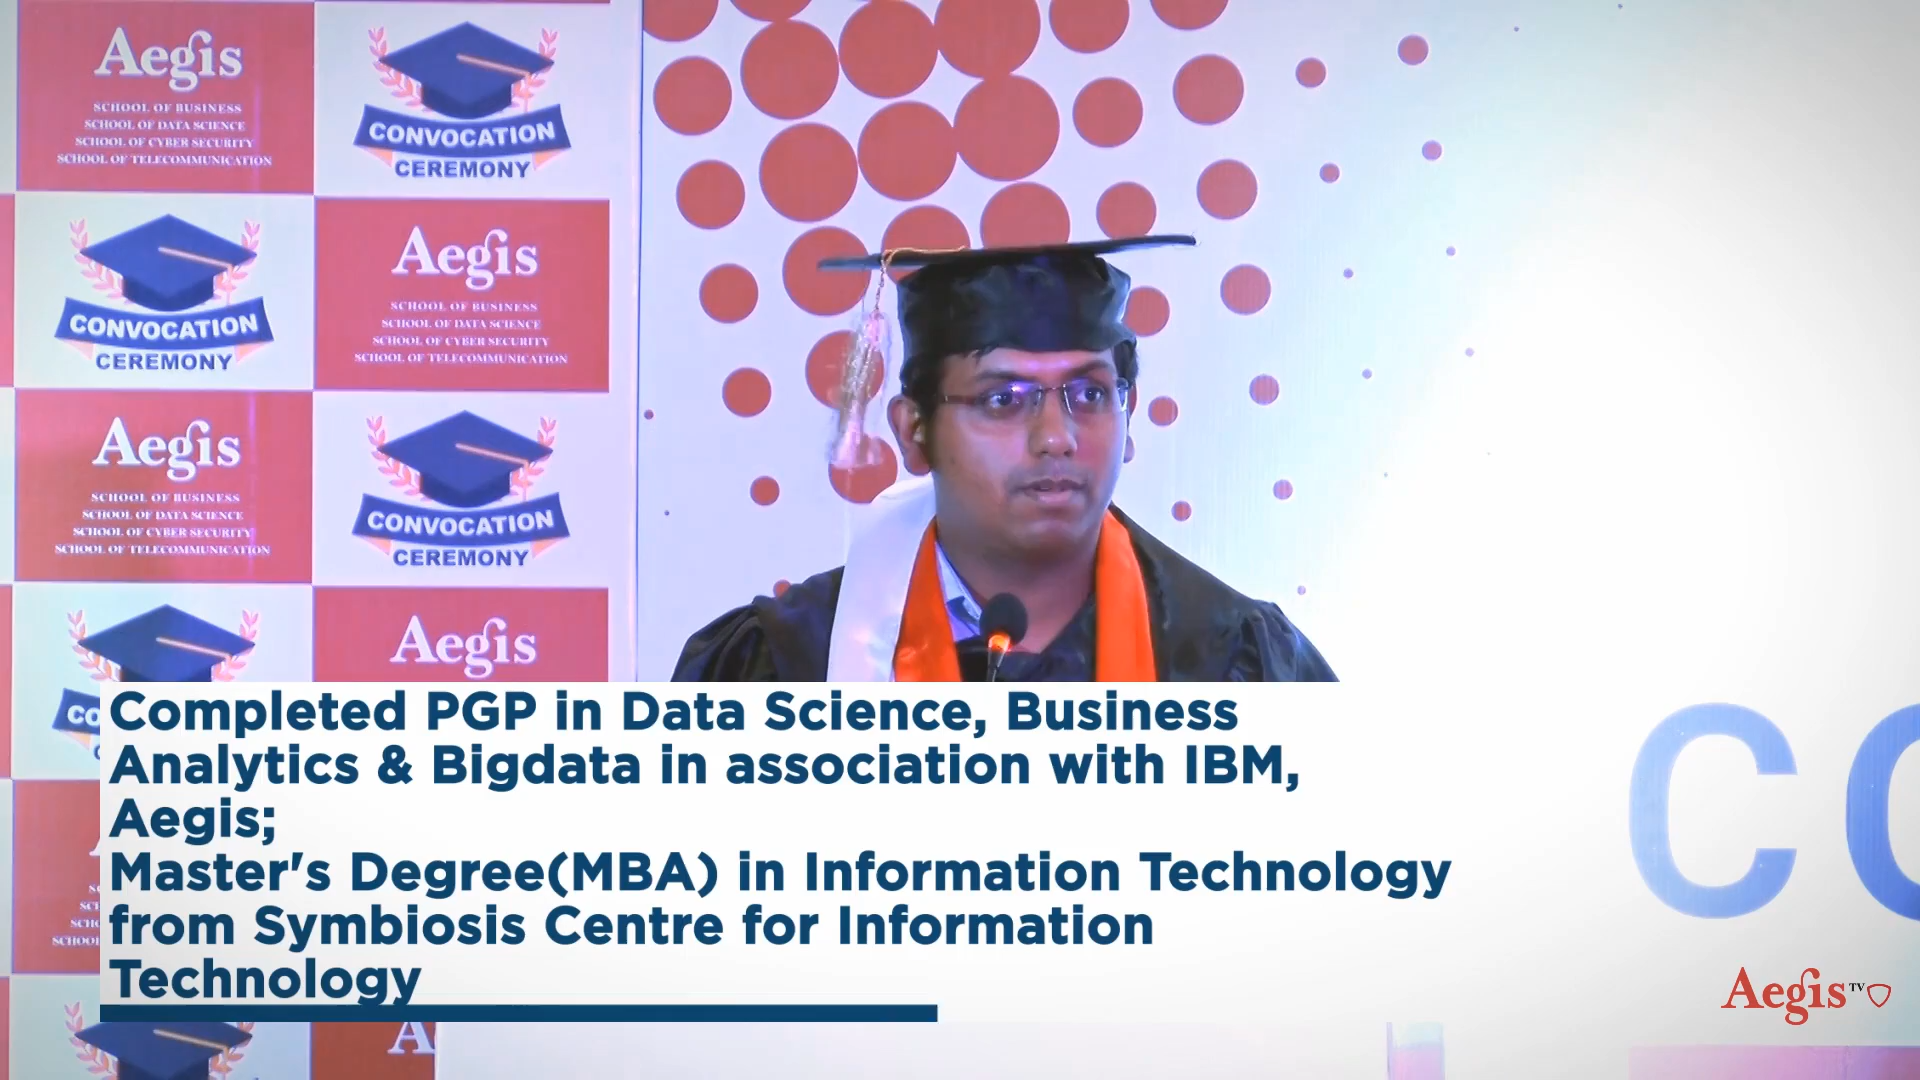 Aegis
SCHOOL OF BUSINESS
SCHOOL OF DATA SCIENCE
SCHOOL OF CYBER SECURITY
SCHOOL OF TELECOMMUNICATION
CONVOCATION
CEREMONY
CONVOCATION
CEREMONY
Aegis
SCHOOL OF BUSINESS
SCHOOL OF DATA SCIENCE
SCHOOL OF CYBER SECURITY
SCHOOL OF TELECOMMUNICATION
Aegis
SCHOOL OF BUSINESS
SCHOOL OF DATA SCIENCE
SCHOOL OF CYBER SECURITY
SCHOOL OF TELECOMMUNICATION
CONVOCATION
CEREMONY
Aegis
Completed PGP in Data Science, Business
Analytics & Bigdata in association with IBM,
Aegis;
Master's Degree(MBA) in Information Technology
from Symbiosis Centre for Information
Technology
Aegis TV